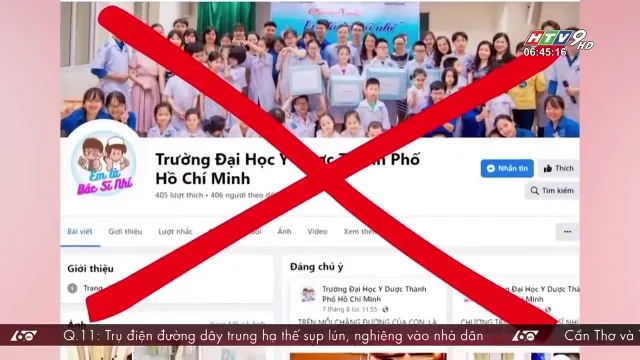 HTV9 HD
06:45:16
Em là
Bác Sĩ Nhí
Trường Đại Học Y Dược Thành Phố
Hồ Chí Minh
405 lượt thích • 406 người theo dõi
Nhắn tin
Thích
Tìm kiếm
Bài viết
Giới thiệu
Lượt nhắc
Ảnh
Video
Xem thêm
Giới thiệu
Trang
Ảnh
Đáng chú ý
Trường Đại Học Y Dược Thành
Phố Hồ Chí Minh
7 tháng 8 lúc 11:55
TRÊN MỖI CHẶNG ĐƯỜNG CỦA CON, LÀ
Trường Đại Học Y Dược
Phố Hồ Chí Minh
CHƯƠNG
Q.11: Trụ điện đường dây trung hạ thế sụp lún, nghiêng vào nhà dân
Cần Thơ và